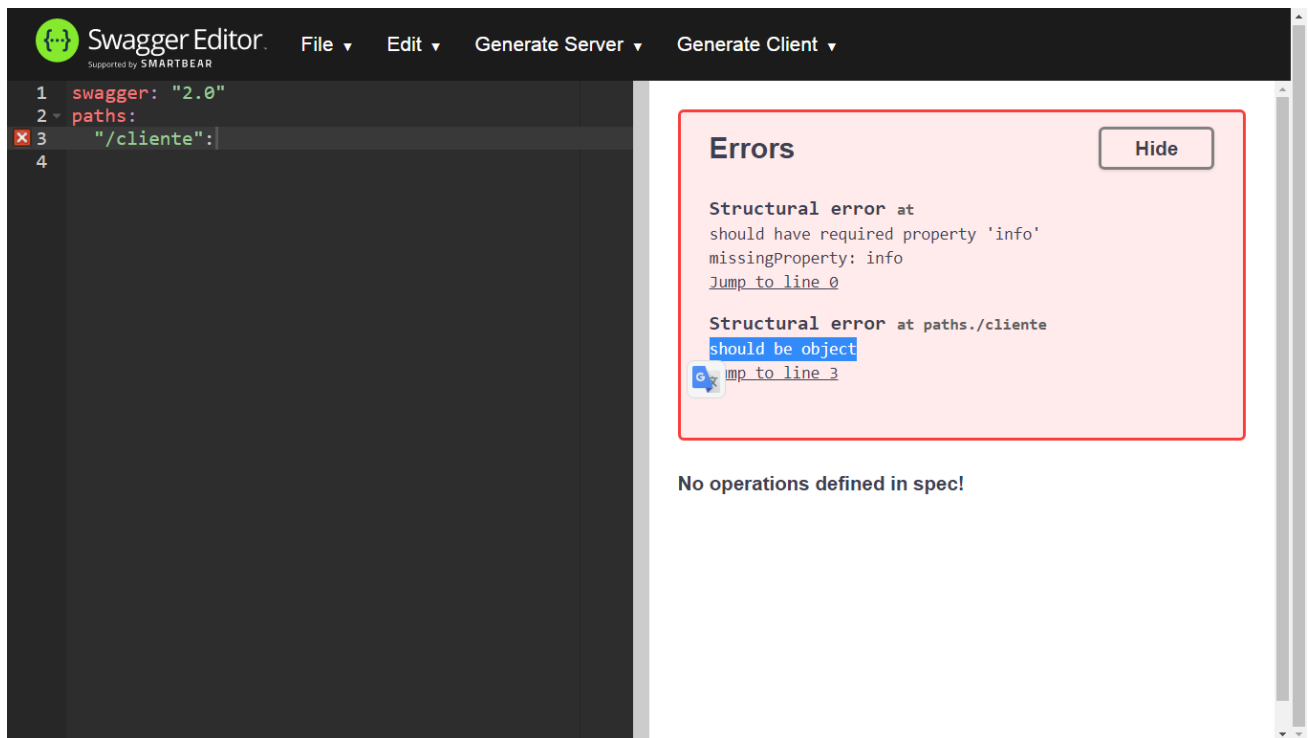 Swagger Editor.
Supported by SMARTBEAR
File ▾ Edit ▾ Generate Server ▾ Generate Client ▾
1 swagger: "2.0"
2 paths:
3 "/cliente":
4
Errors
Hide
Structural error at
should have required property 'info'
missingProperty: info
Jump to line 0
Structural error at paths./cliente
should be object
mp to line 3
No operations defined in spec!